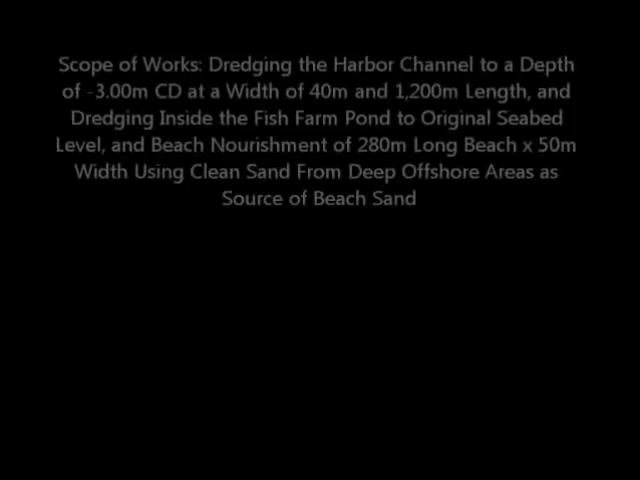 Scope of Works: Dredging the Harbor Channel to a Depth
of -3.00m CD at a Width of 40m and 1,200m Length, and
Dredging Inside the Fish Farm Pond to Original Seabed
Level, and Beach Nourishment of 280m Long Beach x 50m
Width Using Clean Sand From Deep Offshore Areas as
Source of Beach Sand